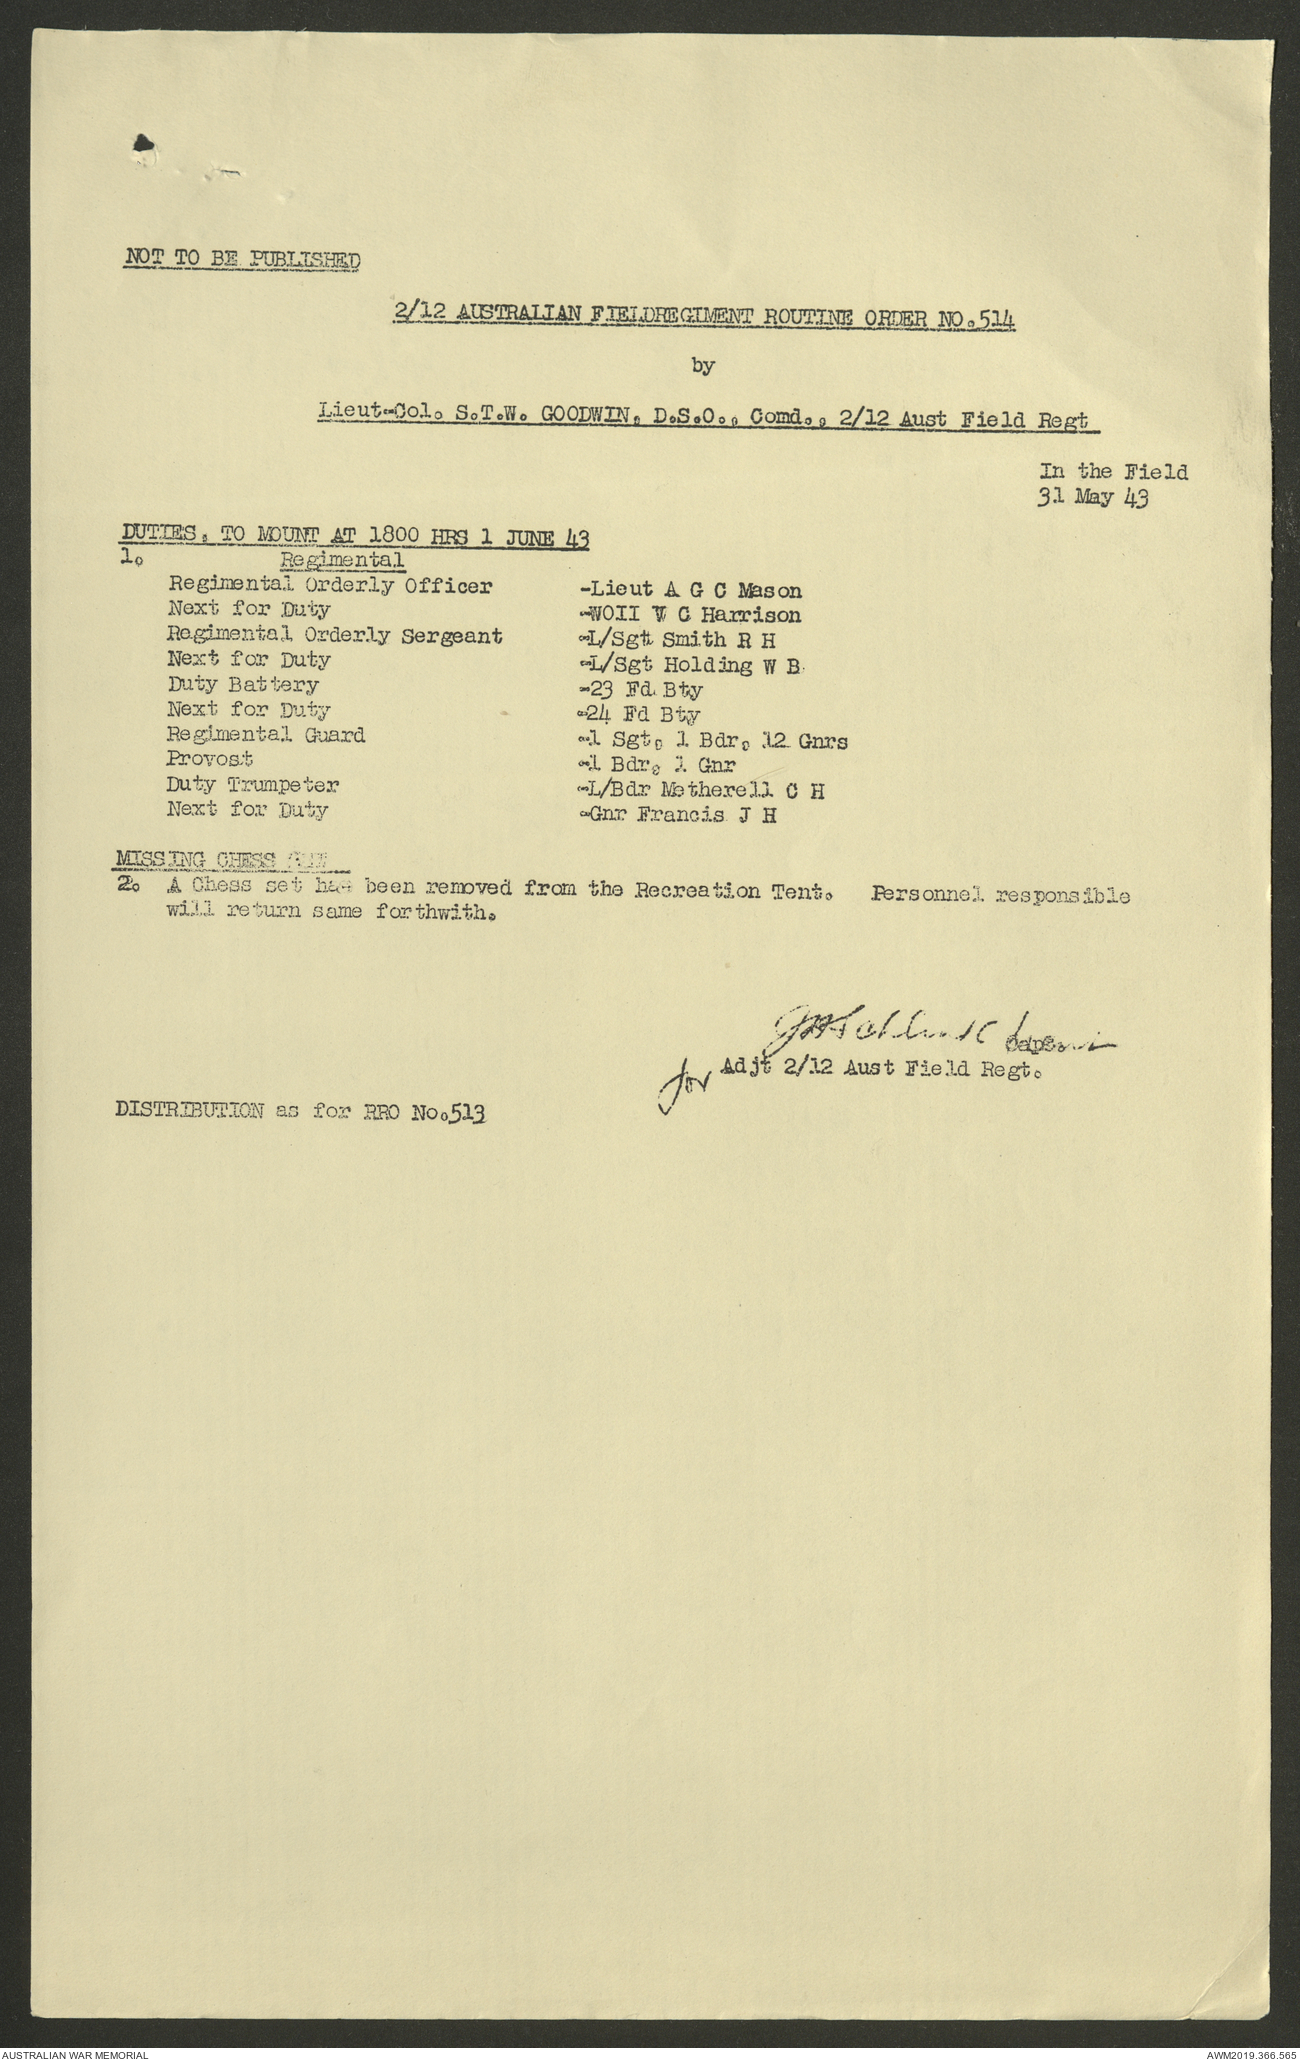 NOT TO BE PUBLISHED
2/12 AUSTRALIAN FIELDREGIMENT ROUTINE ORDER NO.514
by
Lieut-Col. S.T.W. GOODWIN, D.S.O., Comd., 2/12 Aust Field Regt
In the Field
31 May 43
DUTIES. TO MOUNT AT 1800 HRS 1 JUNE 43
1. Regimental
Regimental Orderly Officer -Lieut A G C Mason
Next for Duty -WOII V C Harrison
Regimental Orderly Sergeant -L/Sgt Smith R H
Next for Duty -L/Sgt Holding W B
Duty Battery -23 Fd Bty
Next for Duty -24 Fd Bty
Regimental Guard -1 Sgt, 1 Bdr, 12 Gnrs
Provost -1 Bdr, 1 Gnr
Duty Trumpeter -L/Bdr Metherell C H
Next for Duty -Gnr Francis J H
MISSING CHESS
2. A Chess set has been removed from the Recreation Tent. Personnel responsible
will return same forthwith.
Capt.
for Adjt 2/12 Aust Field Regt.
DISTRIBUTION as for RRO No.513
AUSTRALIAN WAR MEMORIAL
AWM2019.366.565